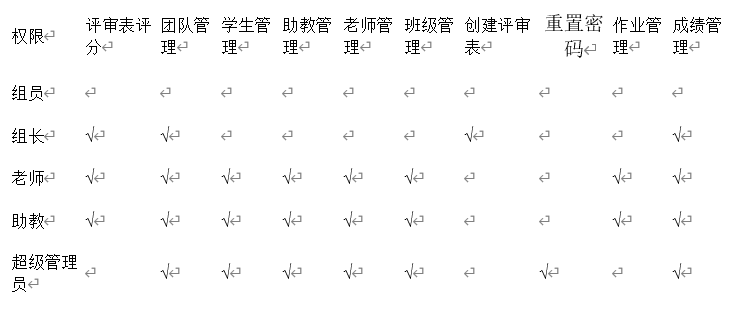 权限 评审表评分 团队管理 学生管理 助教管理 老师管理 班级管理 创建评审表 重置密码 作业管理 成绩管理
组员
组长 √ √ √ √
老师 √ √ √ √ √ √ √ √
助教 √ √ √ √ √ √ √ √
超级管理员 √ √ √ √ √ √ √